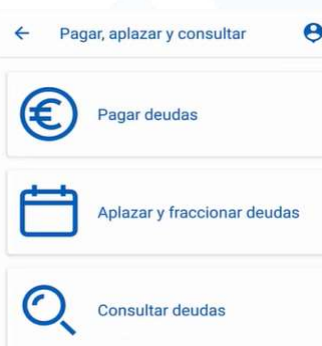 Pagar, aplazar y consultar
Pagar deudas
Aplazar y fraccionar deudas
Consultar deudas